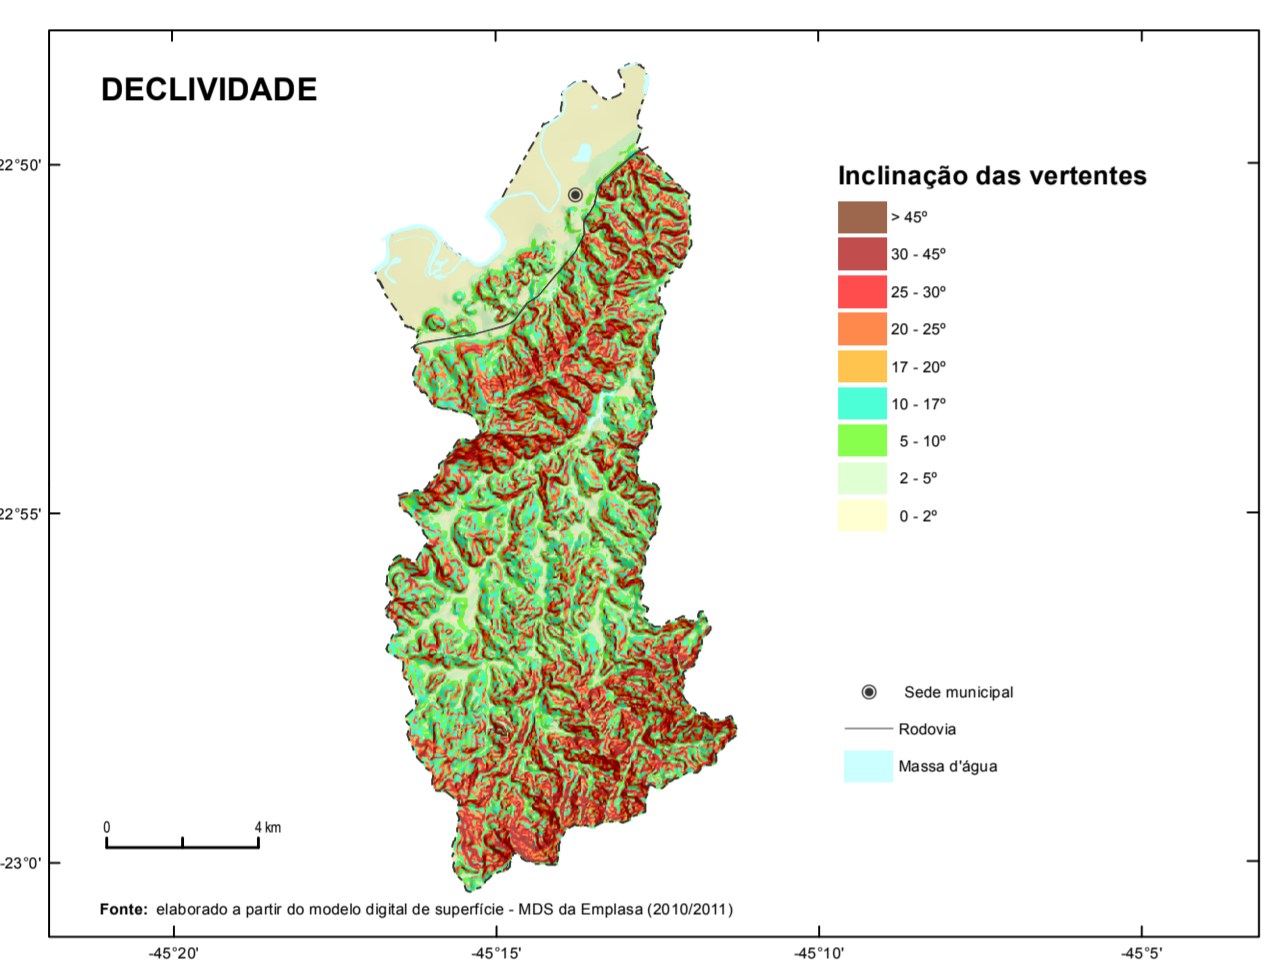 DECLIVIDADE
22°50'
Inclinação das vertentes
> 45º
30 - 45º
25 - 30º
20 - 25º
17 - 20º
10 - 17º
5 - 10º
2 - 5º
0 - 2º
22°55'
Sede municipal
Rodovia
Massa d'água
0 4 km
-23°0'
Fonte: elaborado a partir do modelo digital de superfície - MDS da Emplasa (2010/2011)
-45°20' -45°15' -45°10' -45°5'